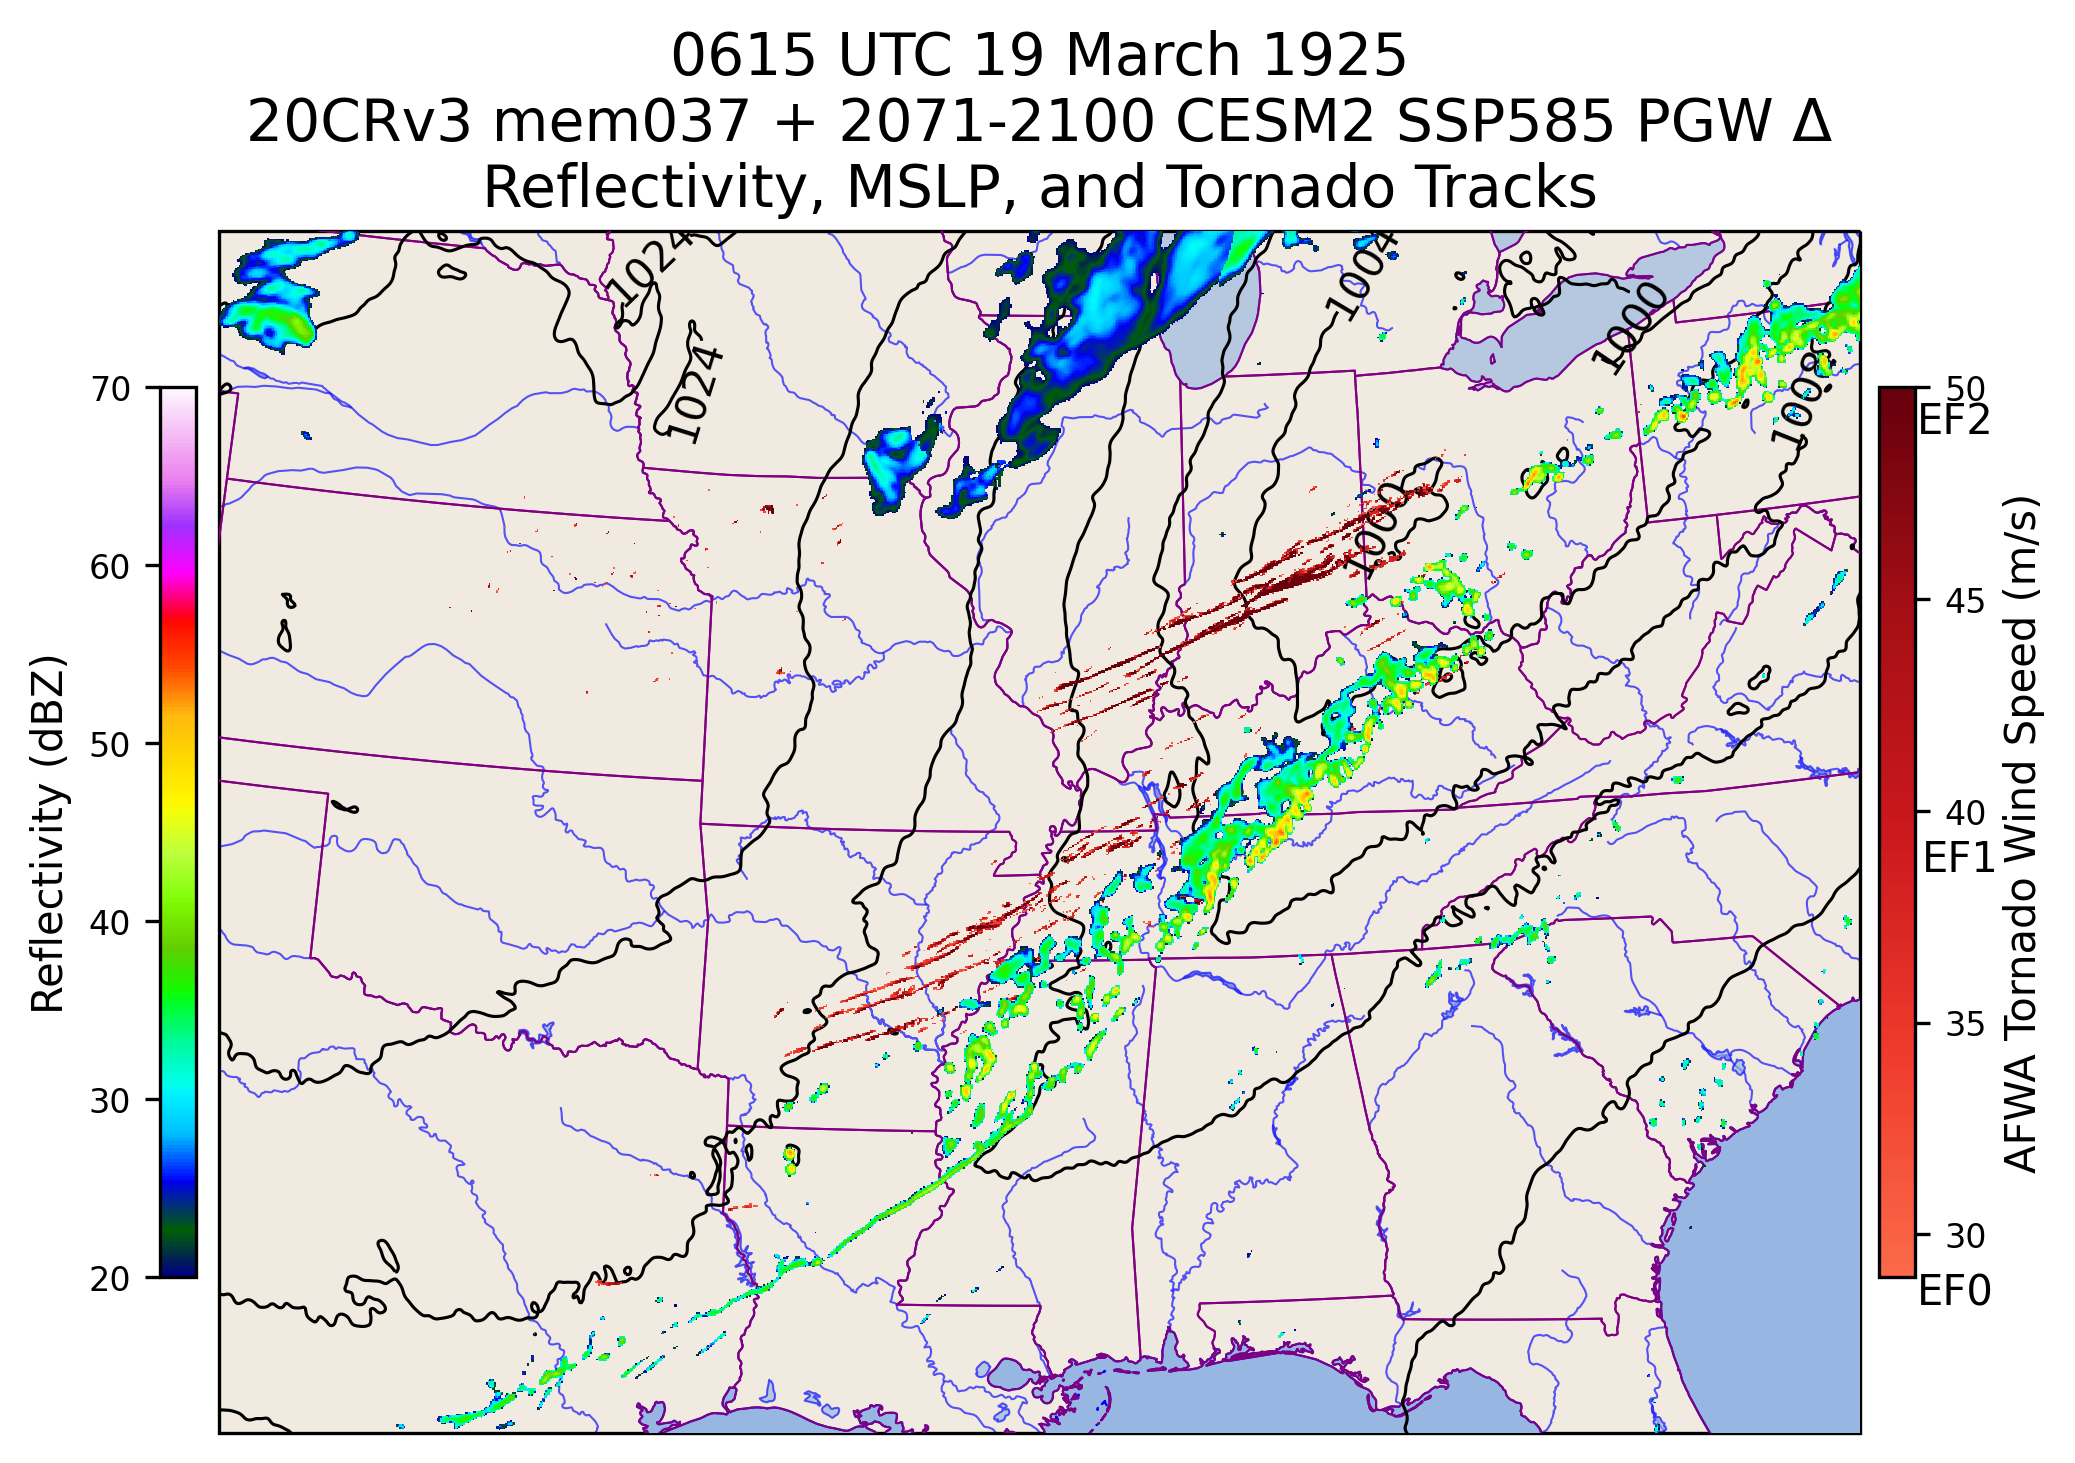 0615 UTC 19 March 1925
20CRv3 mem037 + 2071-2100 CESM2 SSP585 PGW Δ
Reflectivity, MSLP, and Tornado Tracks
Reflectivity (dBZ)
70
60
50
40
30
20
1024
1024
1004
1000
1008
1000
50
EF2
45
40
EF1
35
30
EF0
AFWA Tornado Wind Speed (m/s)